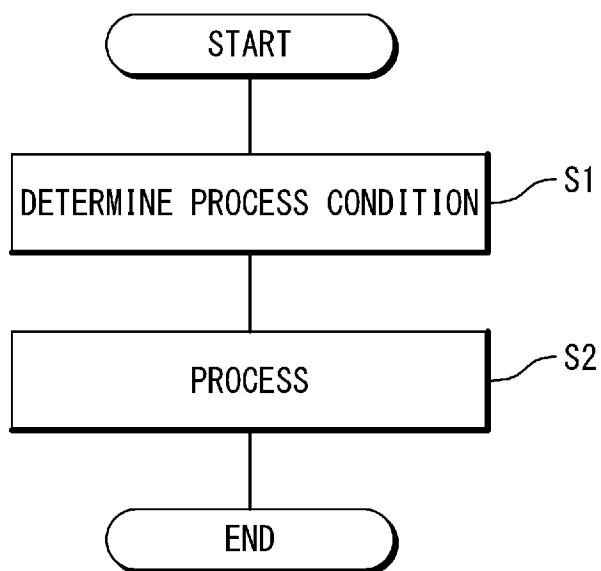 START
DETERMINE PROCESS CONDITION
S1
PROCESS
S2
END